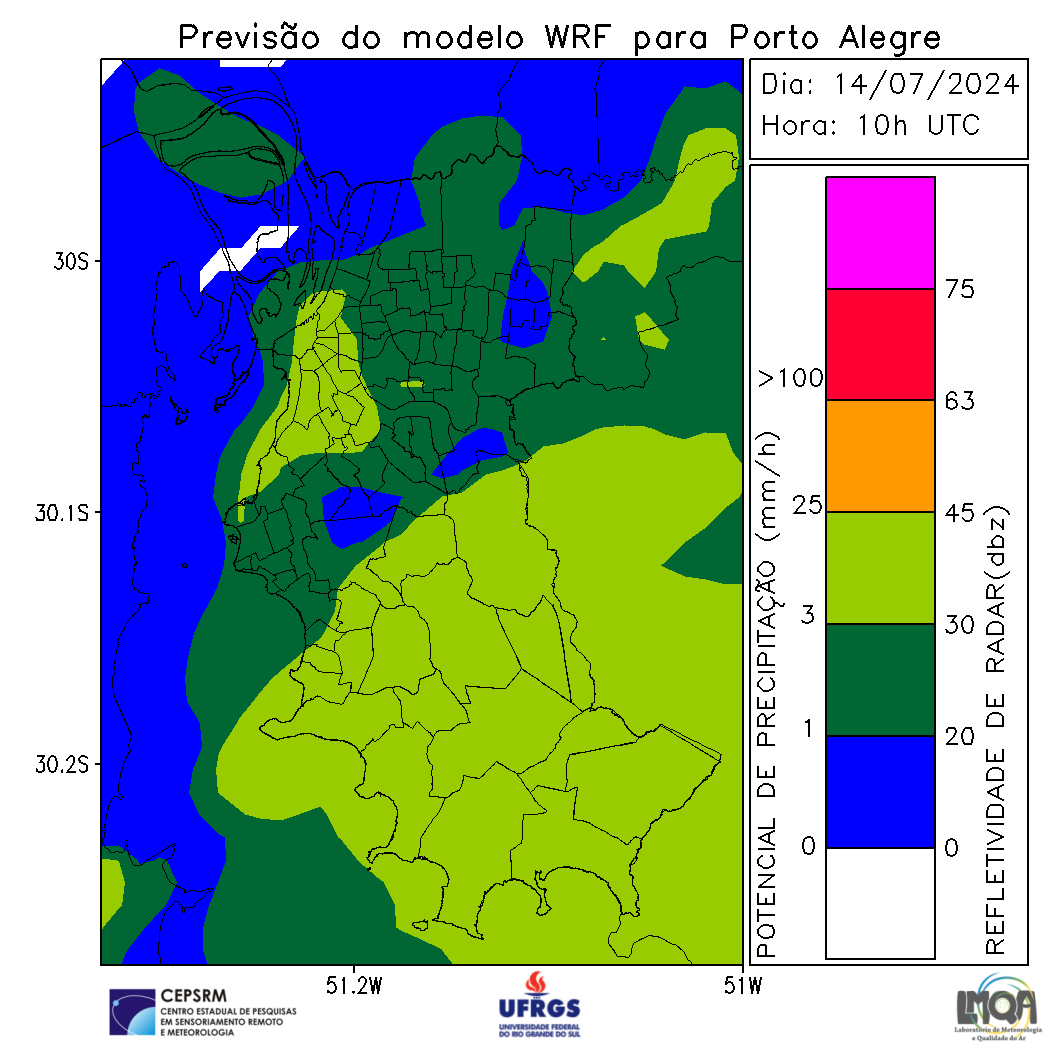 Previsão do modelo WRF para Porto Alegre
Dia: 14/07/2024
Hora: 10h UTC
30S
30.1S
30.2S
51.2W
51W
POTENCIAL DE PRECIPITAÇÃO (mm/h)
>100
25
3
1
0
75
63
45
30
20
0
REFLETIVIDADE DE RADAR(dbz)
CEPSRM
CENTRO ESTADUAL DE PESQUISAS
EM SENSORIAMENTO REMOTO
E METEOROLOGIA
UFRGS
UNIVERSIDADE FEDERAL
DO RIO GRANDE DO SUL
LMQA
Laboratório de Meteorologia
e Qualidade do Ar